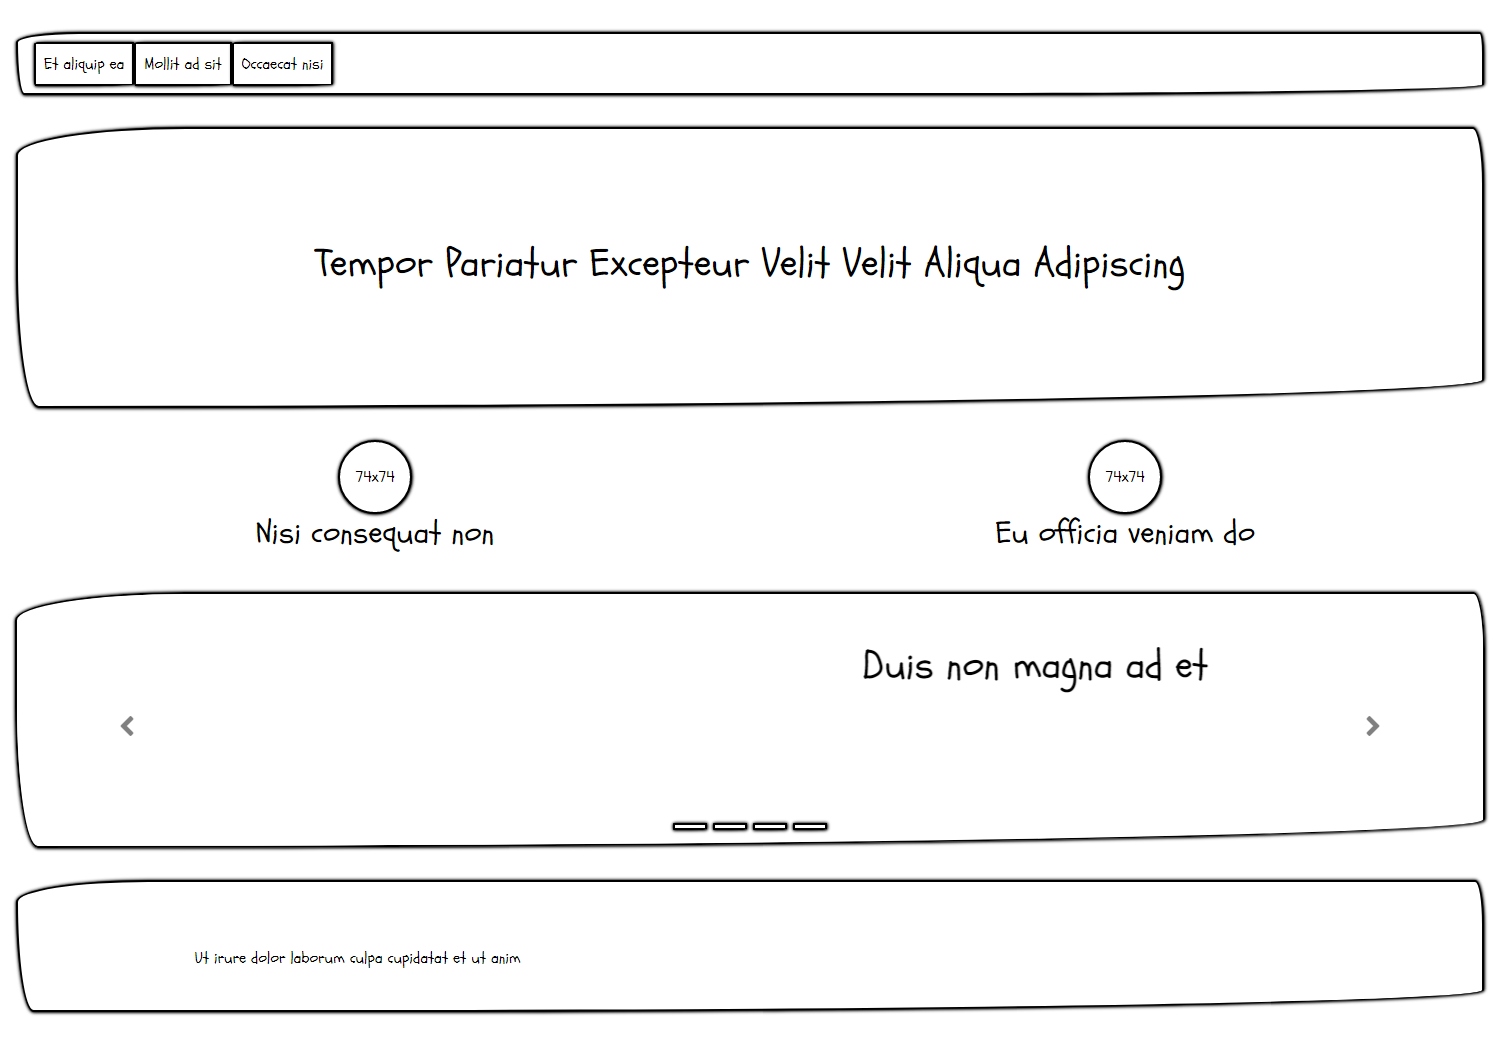 Et aliquip ea
Mollit ad sit
Occaecat nisi
Tempor Pariatur Excepteur Velit Velit Aliqua Adipiscing
74x74
Nisi consequat non
74x74
Eu officia veniam do
Duis non magna ad et
Ut irure dolor laborum culpa cupidatat et ut anim